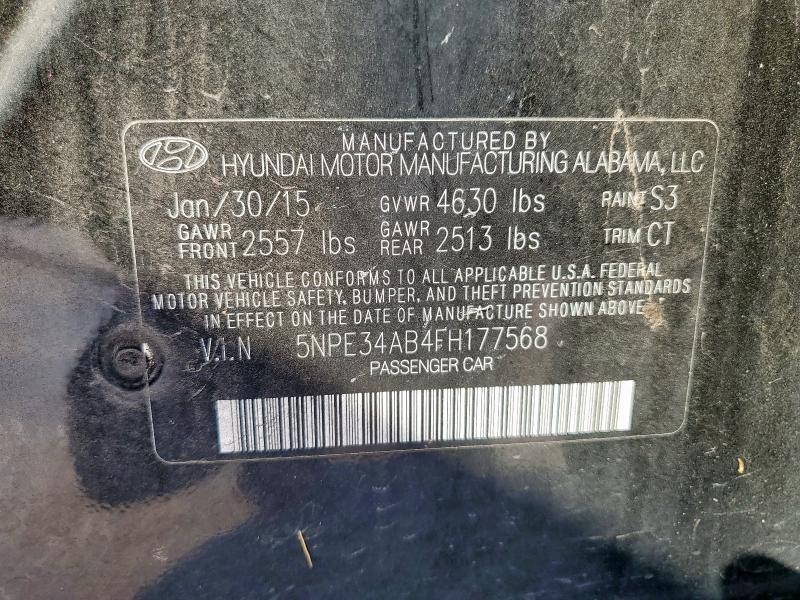 MANUFACTURED BY
HYUNDAI MOTOR MANUFACTURING ALABAMA, LLC
Jan/30/15 GVWR 4630 lbs PAINT S3
GAWR FRONT 2557 lbs GAWR REAR 2513 lbs TRIM CT
THIS VEHICLE CONFORMS TO ALL APPLICABLE U.S.A. FEDERAL
MOTOR VEHICLE SAFETY, BUMPER, AND THEFT PREVENTION STANDARDS
IN EFFECT ON THE DATE OF MANUFACTURE SHOWN ABOVE
V.I.N 5NPE34AB4FH177568
PASSENGER CAR